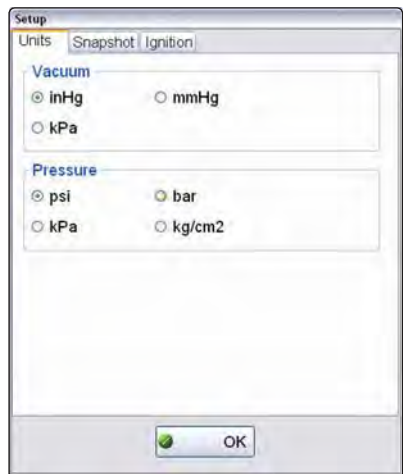 Setup
Units Snapshot Ignition
Vacuum
inHg mmHg
kPa
Pressure
psi bar
kPa kg/cm2
OK